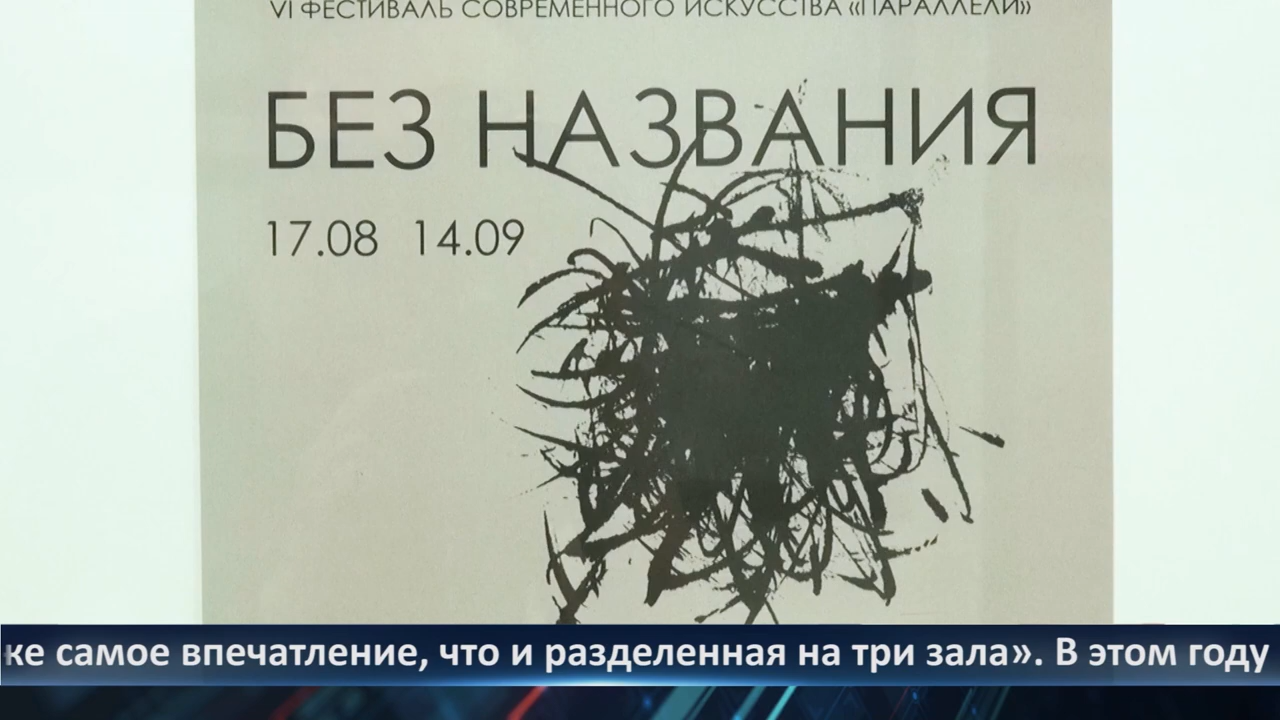 VI ФЕСТИВАЛЬ СОВРЕМЕННОГО ИСКУССТВА «ПАРАЛЛЕЛИ»
БЕЗ НАЗВАНИЯ
17.08 14.09
же самое впечатление, что и разделенная на три зала». В этом году